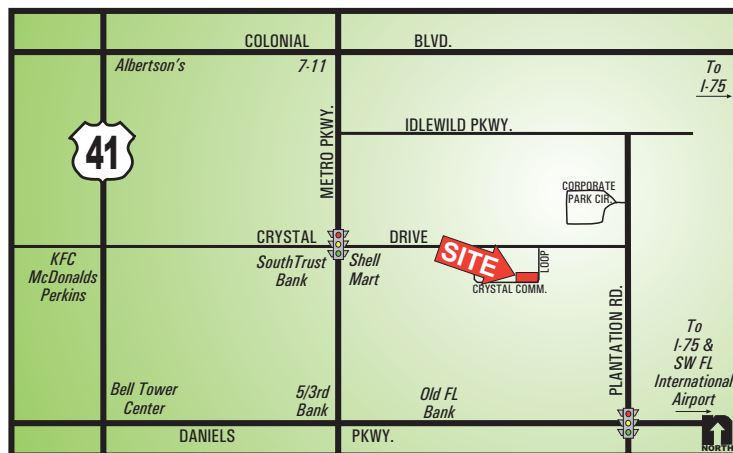 COLONIAL BLVD.
Albertson's
7-11
To
I-75
METRO PKWY.
IDLEWILD PKWY.
41
CORPORATE
PARK CIR.
CRYSTAL DRIVE
SITE
LOOP
CRYSTAL COMM.
KFC
McDonalds
Perkins
SouthTrust
Bank
Shell
Mart
PLANTATION RD.
To
I-75 &
SW FL
International
Airport
Bell Tower
Center
5/3rd
Bank
Old FL
Bank
DANIELS PKWY.
n
NORTH